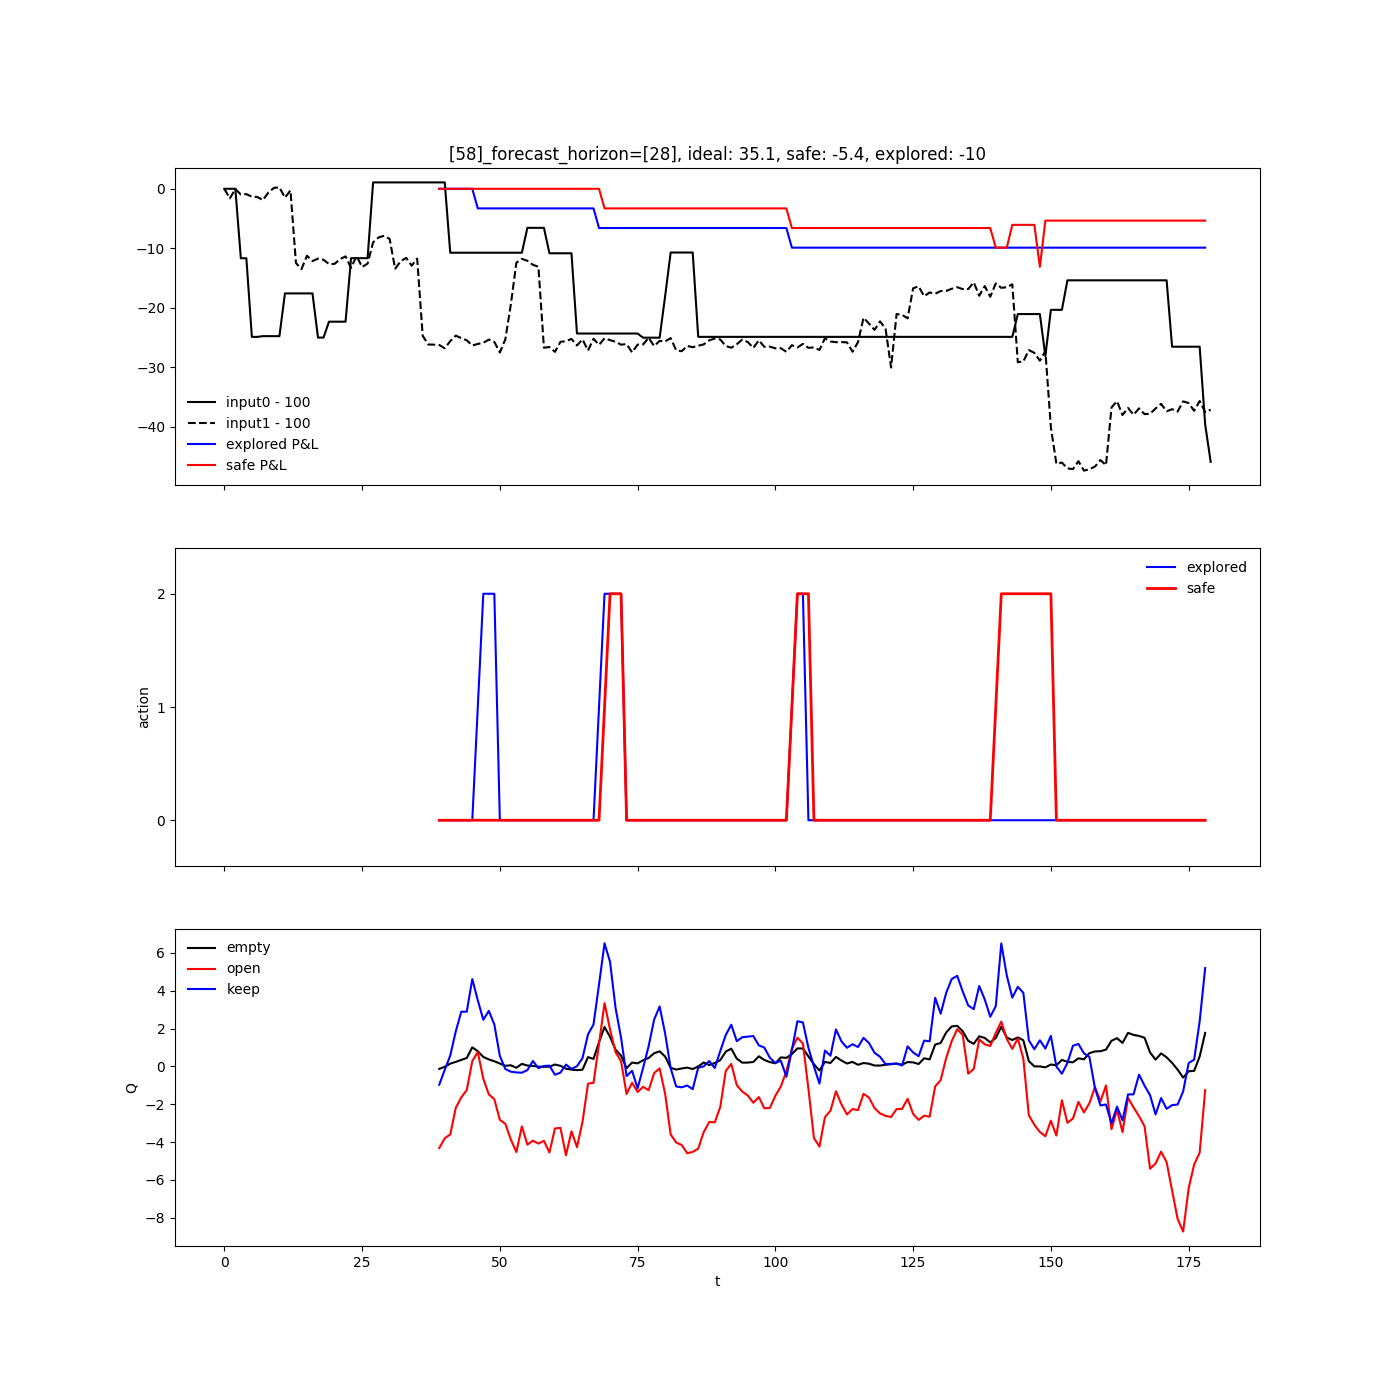 [58]_forecast_horizon=[28], ideal: 35.1, safe: -5.4, explored: -10
0
−10
−20
−30
−40
input0 - 100
input1 - 100
explored P&L
safe P&L
explored
safe
2
1
0
action
empty
open
keep
6
4
2
0
−2
−4
−6
−8
Q
0 25 50 75 100 125 150 175
t